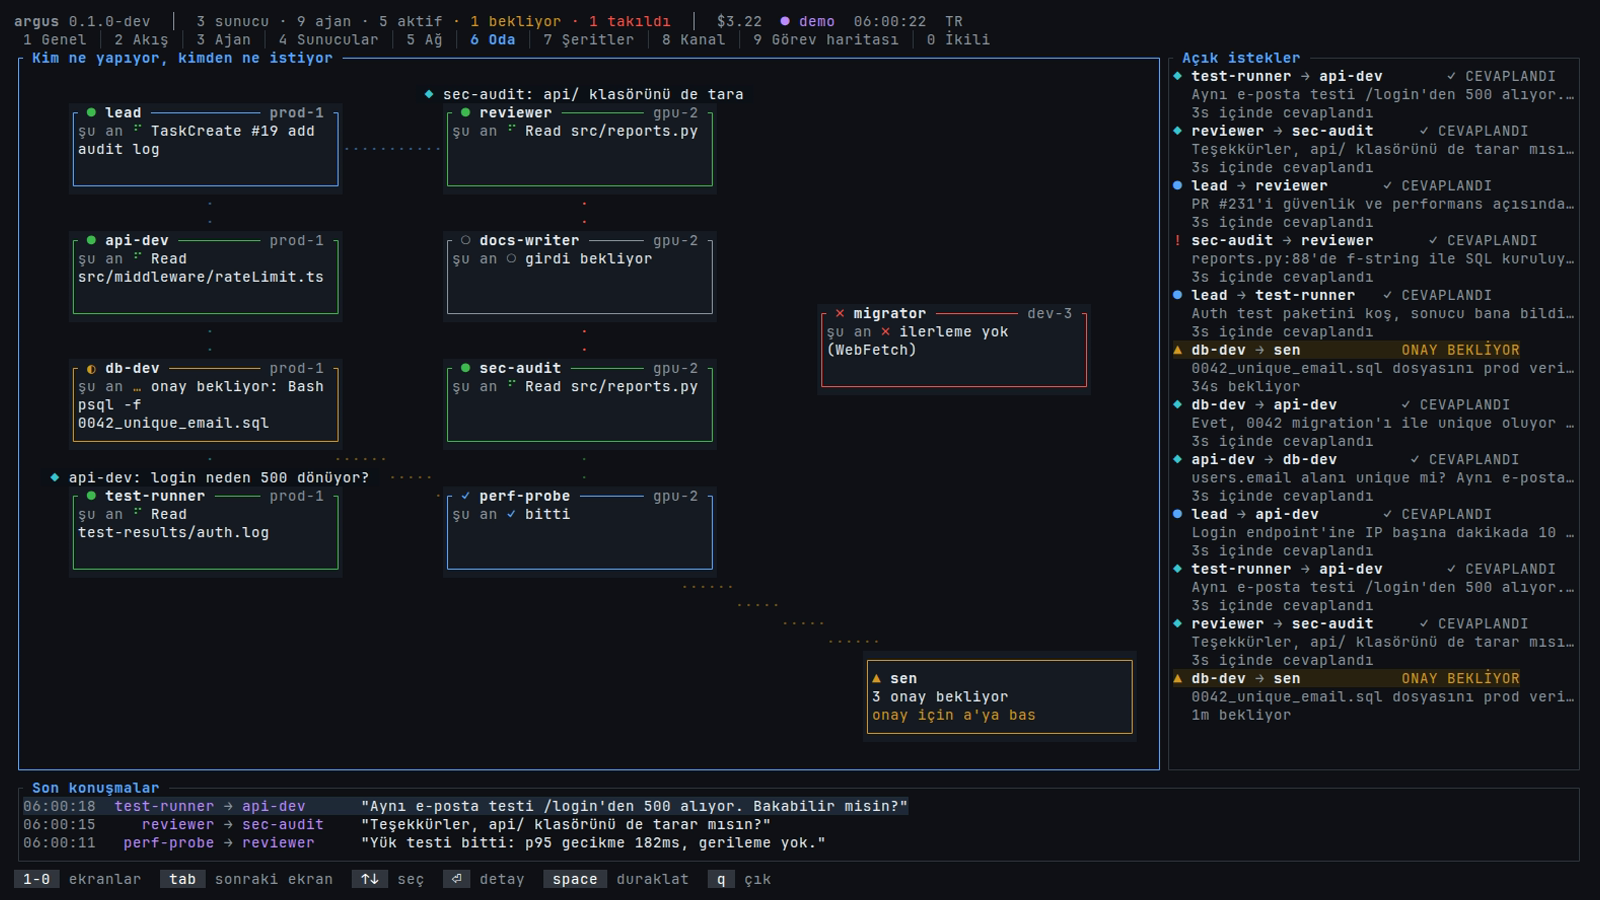 argus 0.1.0-dev │ 3 sunucu · 9 ajan · 5 aktif · 1 bekliyor · 1 takıldı │ $3.22 ● demo 06:00:22 TR
1 Genel │ 2 Akış │ 3 Ajan │ 4 Sunucular │ 5 Ağ │ 6 Oda │ 7 Şeritler │ 8 Kanal │ 9 Görev haritası │ 0 İkili
Kim ne yapıyor, kimden ne istiyor
◆ sec-audit: api/ klasörünü de tara
● lead prod-1
şu an TaskCreate #19 add
audit log
● reviewer gpu-2
şu an Read src/reports.py
● api-dev prod-1
şu an Read
src/middleware/rateLimit.ts
○ docs-writer gpu-2
şu an ○ girdi bekliyor
✕ migrator dev-3
şu an ✕ ilerleme yok
(WebFetch)
◐ db-dev prod-1
şu an … onay bekliyor: Bash
psql -f
0042_unique_email.sql
● sec-audit gpu-2
şu an Read src/reports.py
◆ api-dev: login neden 500 dönüyor?
● test-runner prod-1
şu an Read
test-results/auth.log
✓ perf-probe gpu-2
şu an ✓ bitti
▲ sen
3 onay bekliyor
onay için a'ya bas
Açık istekler
◆ test-runner → api-dev ✓ CEVAPLANDI
Aynı e-posta testi /login'den 500 alıyor.…
3s içinde cevaplandı
◆ reviewer → sec-audit ✓ CEVAPLANDI
Teşekkürler, api/ klasörünü de tarar mısı…
3s içinde cevaplandı
● lead → reviewer ✓ CEVAPLANDI
PR #231'i güvenlik ve performans açısında…
3s içinde cevaplandı
! sec-audit → reviewer ✓ CEVAPLANDI
reports.py:88'de f-string ile SQL kuruluy…
3s içinde cevaplandı
● lead → test-runner ✓ CEVAPLANDI
Auth test paketini koş, sonucu bana bildi…
3s içinde cevaplandı
▲ db-dev → sen ONAY BEKLİYOR
0042_unique_email.sql dosyasını prod veri…
34s bekliyor
◆ db-dev → api-dev ✓ CEVAPLANDI
Evet, 0042 migration'ı ile unique oluyor …
3s içinde cevaplandı
◆ api-dev → db-dev ✓ CEVAPLANDI
users.email alanı unique mi? Aynı e-posta…
3s içinde cevaplandı
● lead → api-dev ✓ CEVAPLANDI
Login endpoint'ine IP başına dakikada 10 …
3s içinde cevaplandı
◆ test-runner → api-dev ✓ CEVAPLANDI
Aynı e-posta testi /login'den 500 alıyor.…
3s içinde cevaplandı
◆ reviewer → sec-audit ✓ CEVAPLANDI
Teşekkürler, api/ klasörünü de tarar mısı…
3s içinde cevaplandı
▲ db-dev → sen ONAY BEKLİYOR
0042_unique_email.sql dosyasını prod veri…
1m bekliyor
Son konuşmalar
06:00:18 test-runner → api-dev "Aynı e-posta testi /login'den 500 alıyor. Bakabilir misin?"
06:00:15 reviewer → sec-audit "Teşekkürler, api/ klasörünü de tarar mısın?"
06:00:11 perf-probe → reviewer "Yük testi bitti: p95 gecikme 182ms, gerileme yok."
1-0 ekranlar tab sonraki ekran ↑↓ seç ⏎ detay space duraklat q çık